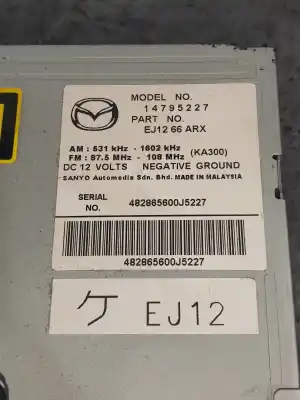 MODEL NO.
14795227
PART NO.
EJ12 66 ARX
AM : 531 kHz - 1602 kHz
FM : 87.5 MHz - 108 MHz (KA300)
DC 12 VOLTS NEGATIVE GROUND
SANYO Automedia Sdn. Bhd. MADE IN MALAYSIA
SERIAL NO. 482865600J5227
482865600J5227
ケ EJ12